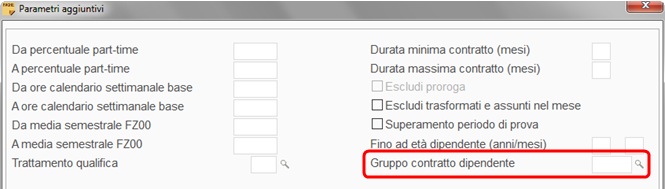 Parametri aggiuntivi
Da percentuale part-time
A percentuale part-time
Da ore calendario settimanale base
A ore calendario settimanale base
Da media semestrale FZ00
A media semestrale FZ00
Trattamento qualifica
Durata minima contratto (mesi)
Durata massima contratto (mesi)
Escludi proroga
Escludi trasformati e assunti nel mese
Superamento periodo di prova
Fino ad età dipendente (anni/mesi)
Gruppo contratto dipendente